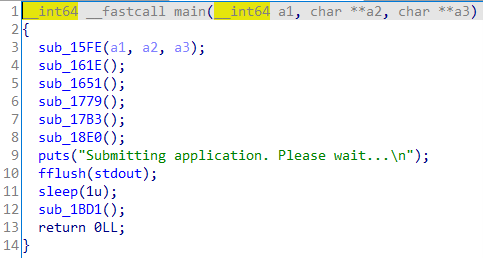 1 __int64 __fastcall main(__int64 a1, char **a2, char **a3)
2 {
3 sub_15FE(a1, a2, a3);
4 sub_161E();
5 sub_1651();
6 sub_1779();
7 sub_17B3();
8 sub_18E0();
9 puts("Submitting application. Please wait...\n");
10 fflush(stdout);
11 sleep(1u);
12 sub_1BD1();
13 return 0LL;
14 }